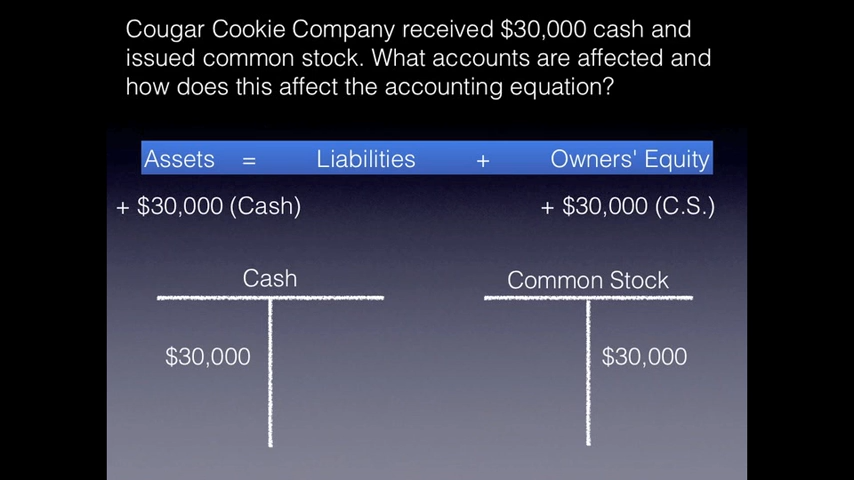 Cougar Cookie Company received $30,000 cash and
issued common stock. What accounts are affected and
how does this affect the accounting equation?
Assets = Liabilities + Owners' Equity
+ $30,000 (Cash) + $30,000 (C.S.)
Cash Common Stock
$30,000 $30,000